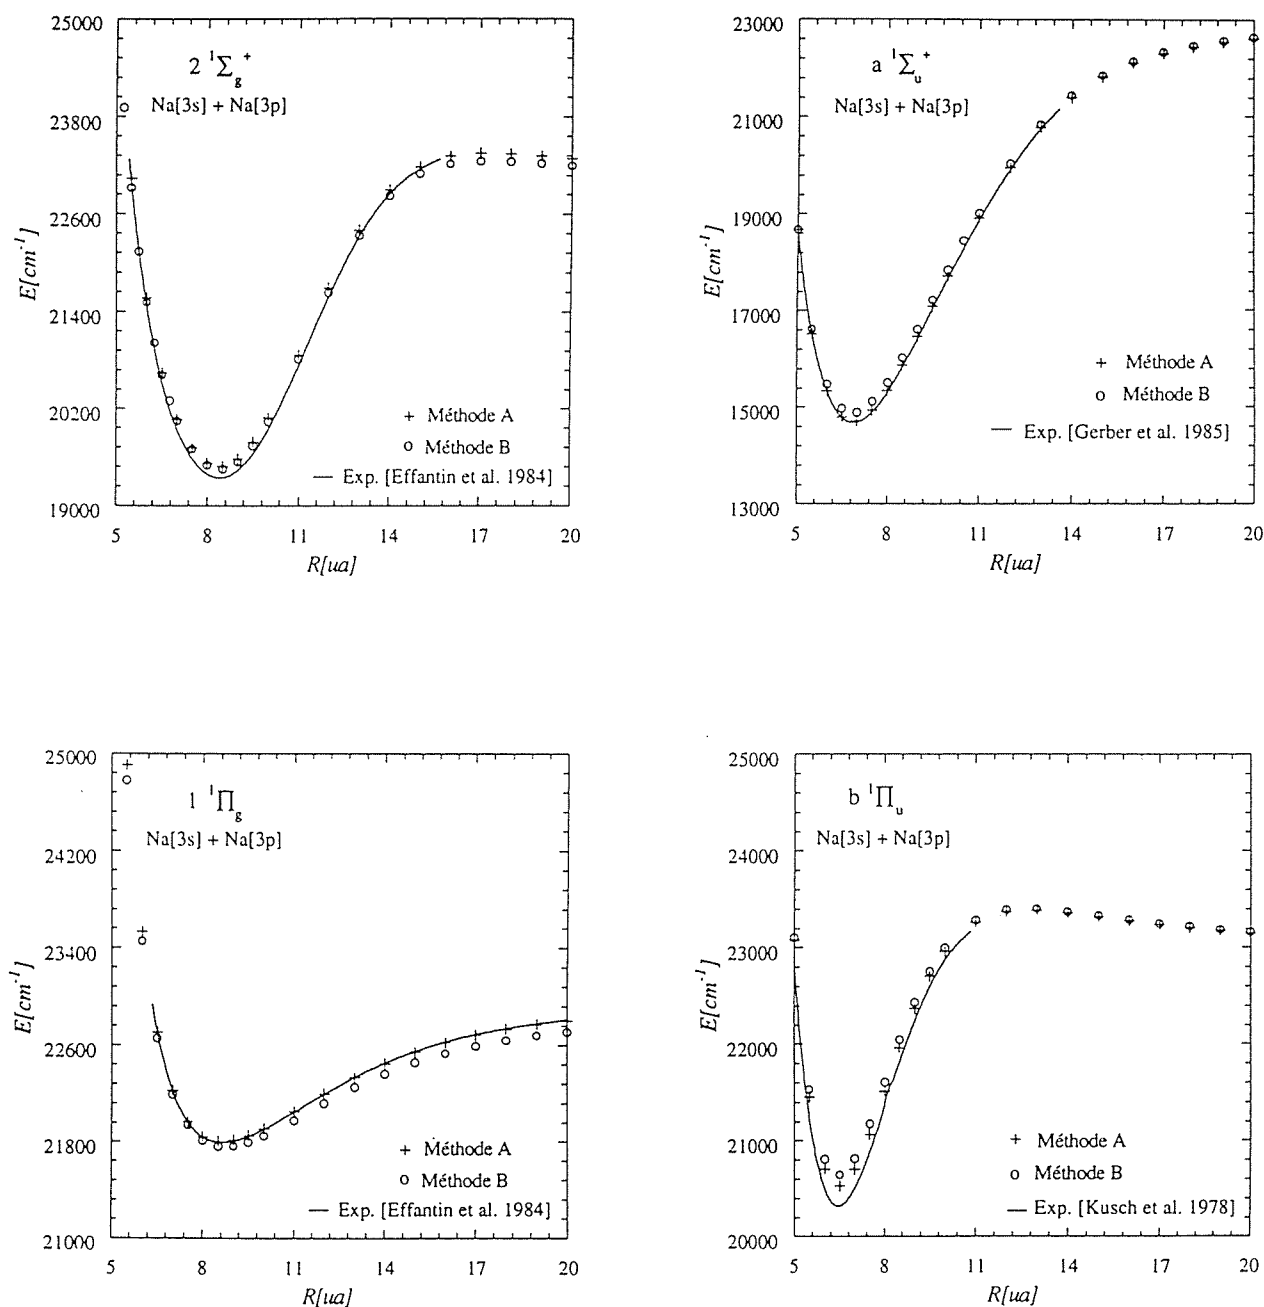 25000
23800
22600
21400
20200
19000
E[cm⁻¹]
2 ¹Σg⁺
Na[3s] + Na[3p]
+ Méthode A
o Méthode B
— Exp. [Effantin et al. 1984]
5 8 11 14 17 20
R[ua]
23000
21000
19000
17000
15000
13000
E[cm⁻¹]
a ¹Σu⁺
Na[3s] + Na[3p]
+ Méthode A
o Méthode B
— Exp. [Gerber et al. 1985]
5 8 11 14 17 20
R[ua]
25000
24200
23400
22600
21800
21000
E[cm⁻¹]
1 ¹Πg
Na[3s] + Na[3p]
+ Méthode A
o Méthode B
— Exp. [Effantin et al. 1984]
5 8 11 14 17 20
R[ua]
25000
24000
23000
22000
21000
20000
E[cm⁻¹]
b ¹Πu
Na[3s] + Na[3p]
+ Méthode A
o Méthode B
— Exp. [Kusch et al. 1978]
5 8 11 14 17 20
R[ua]